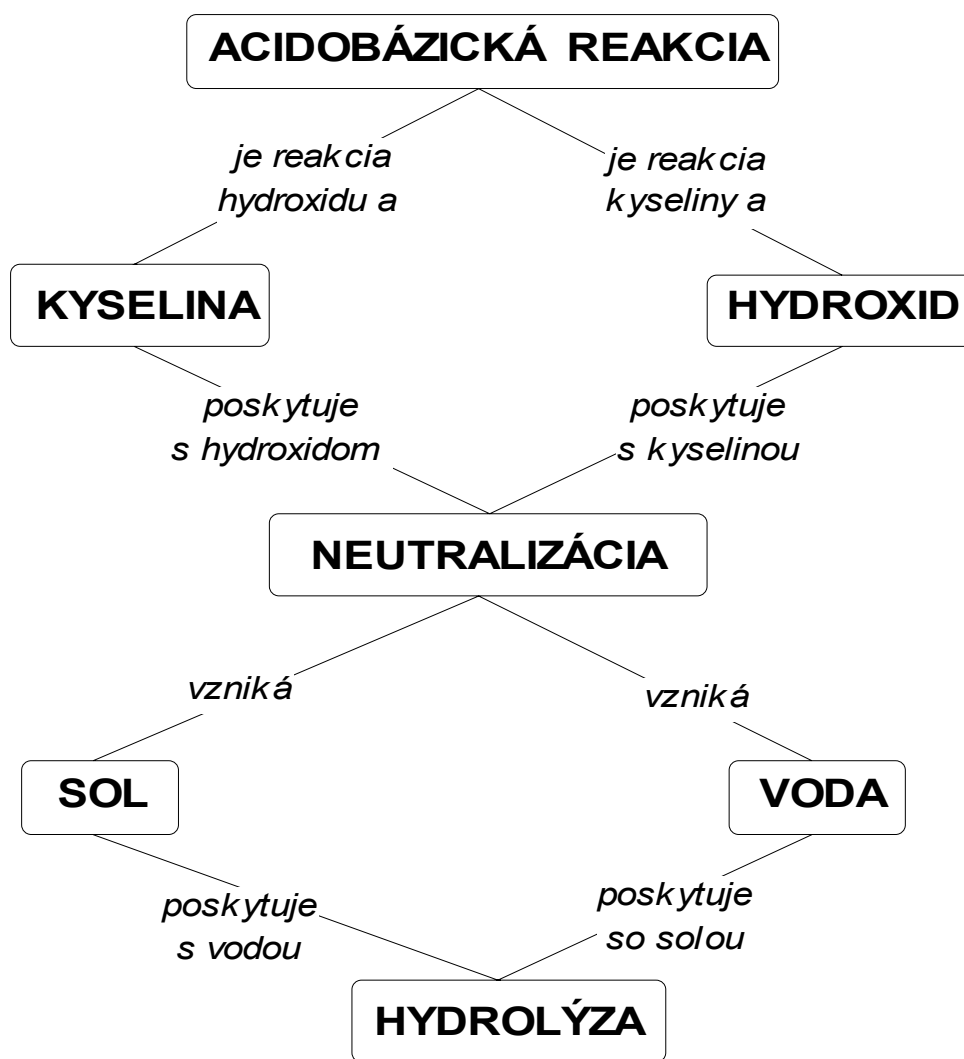 ACIDOBÁZICKÁ REAKCIA
je reakcia
hydroxidu a
je reakcia
kyseliny a
KYSELINA
HYDROXID
poskytuje
s hydroxidom
poskytuje
s kyselinou
NEUTRALIZÁCIA
vzniká
vzniká
SOL
VODA
poskytuje
s vodou
poskytuje
so solou
HYDROLÝZA